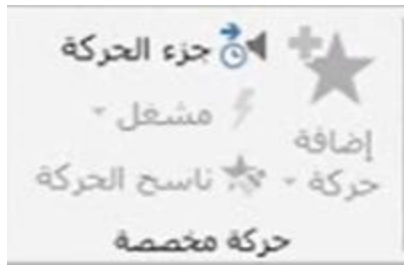 إضافة
حركة
جزء الحركة
مشغل
ناسخ الحركة
حركة مخصصة